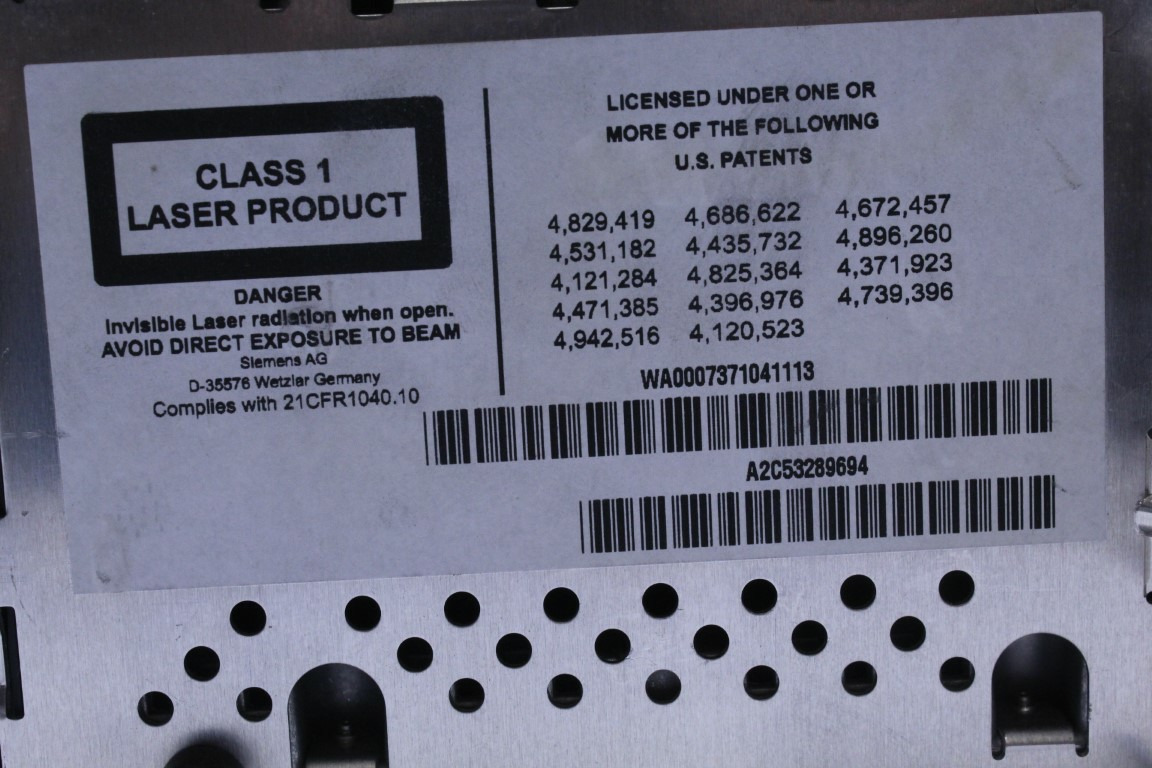 CLASS 1
LASER PRODUCT
DANGER
Invisible Laser radiation when open.
AVOID DIRECT EXPOSURE TO BEAM
Siemens AG
D-35576 Wetzlar Germany
Complies with 21CFR1040.10
LICENSED UNDER ONE OR
MORE OF THE FOLLOWING
U.S. PATENTS
4,829,419 4,686,622 4,672,457
4,531,182 4,435,732 4,896,260
4,121,284 4,825,364 4,371,923
4,471,385 4,396,976 4,739,396
4,942,516 4,120,523
WA0007371041113
A2C53289694